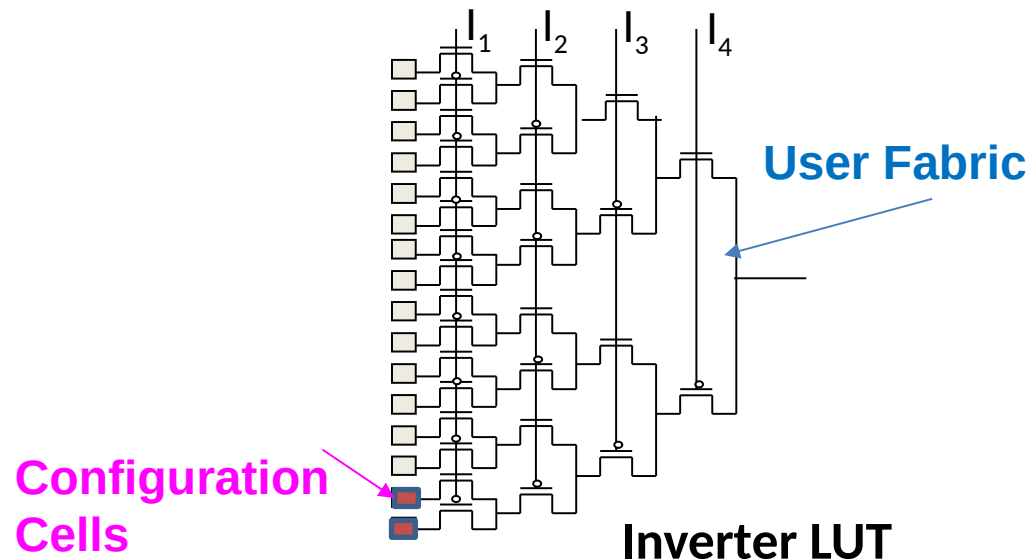 I1 I2 I3 I4
User Fabric
Configuration
Cells
Inverter LUT